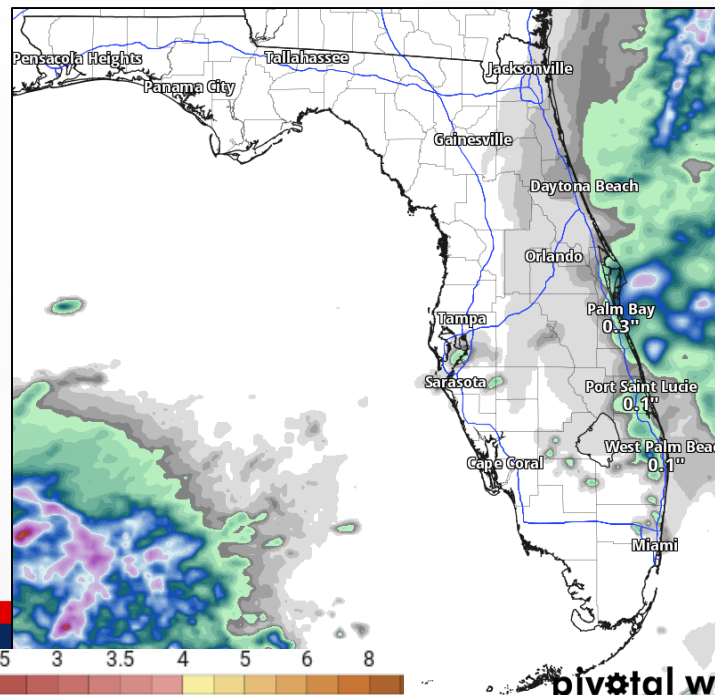 Pensacola Heights
Tallahassee
Jacksonville
Panama City
Gainesville
Daytona Beach
Orlando
Palm Bay
0.3"
Tampa
Sarasota
Port Saint Lucie
0.1"
West Palm Beac
0.1"
Cape Coral
Miami
5 3 3.5 4 5 6 8
pivotal w